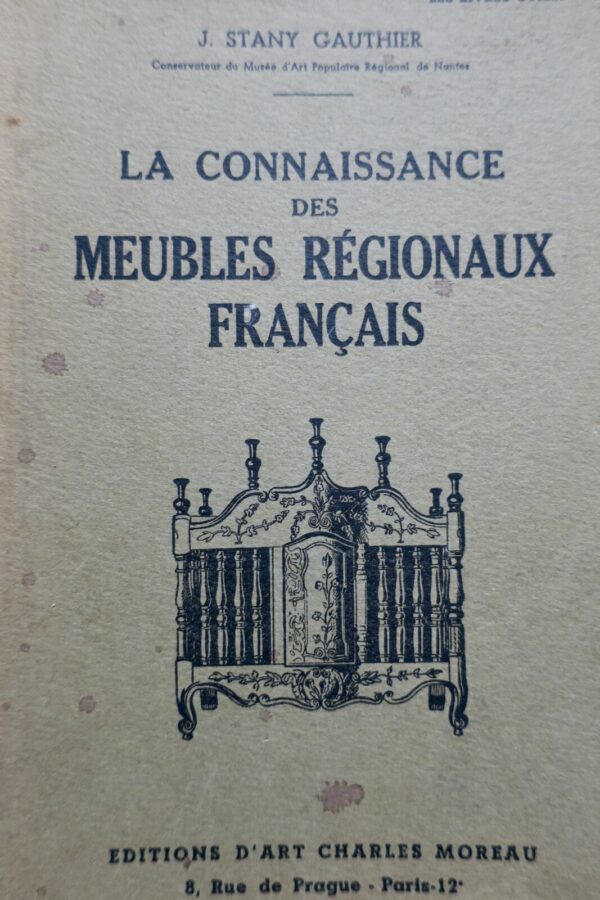 J. STANY GAUTHIER
Conservateur du Musée d'Art Populaire Régional de Nantes
LA CONNAISSANCE
DES
MEUBLES RÉGIONAUX
FRANÇAIS
EDITIONS D'ART CHARLES MOREAU
8, Rue de Prague - Paris-12e